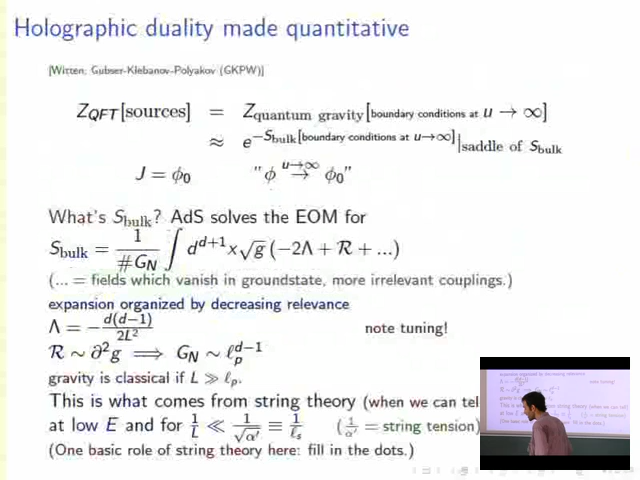 Holographic duality made quantitative
[Witten; Gubser-Klebanov-Polyakov (GKPW)]
Z_QFT[sources] = Z_quantum gravity[boundary conditions at u → ∞]
≈ e^{−S_bulk[boundary conditions at u→∞]}|_{saddle of S_bulk}
J = ϕ₀ "ϕ →^{u→∞} ϕ₀"
What's S_bulk? AdS solves the EOM for
S_bulk = 1/(#G_N) ∫ d^{d+1}x√g (−2Λ + R + ...)
(... = fields which vanish in groundstate, more irrelevant couplings.)
expansion organized by decreasing relevance
Λ = −d(d−1)/(2L²) note tuning!
R ∼ ∂²g ⟹ G_N ∼ ℓ_p^{d−1}
gravity is classical if L ≫ ℓ_p.
This is what comes from string theory (when we can tel
at low E and for 1/L ≪ 1/√α′ ≡ 1/ℓ_s (1/α′ = string tension)
(One basic role of string theory here: fill in the dots.)